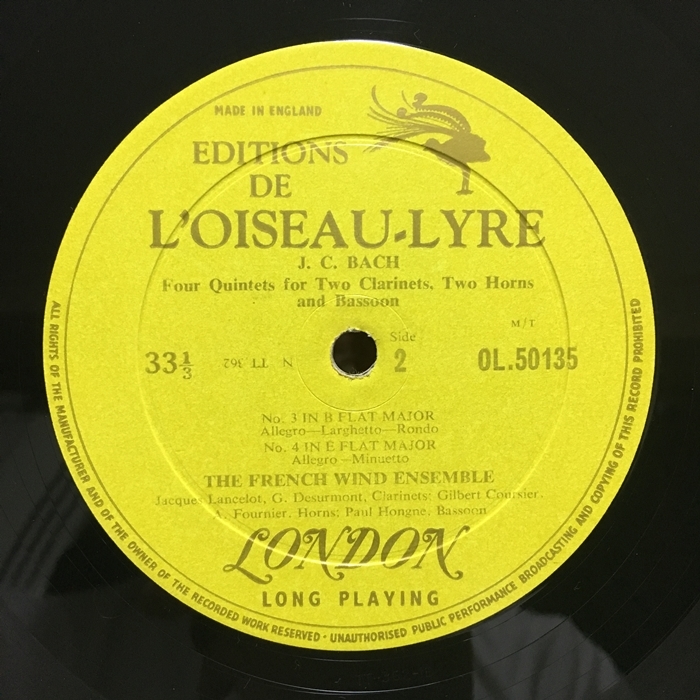 MADE IN ENGLAND
EDITIONS
DE
L'OISEAU-LYRE
J. C. BACH
Four Quintets for Two Clarinets, Two Horns
and Bassoon
M/T
Side
33⅓
N LT 362
2
OL.50135
No. 3 IN B FLAT MAJOR
Allegro—Larghetto—Rondo
No. 4 IN E FLAT MAJOR
Allegro—Minuetto
THE FRENCH WIND ENSEMBLE
Jacques Lancelot, G. Desurmont, Clarinets; Gilbert Coursier,
A. Fournier, Horns; Paul Hongne, Bassoon
LONDON
LONG PLAYING
ALL RIGHTS OF THE MANUFACTURER AND OF THE OWNER OF THE RECORDED WORK RESERVED · UNAUTHORISED PUBLIC PERFORMANCE BROADCASTING AND COPYING OF THIS RECORD PROHIBITED